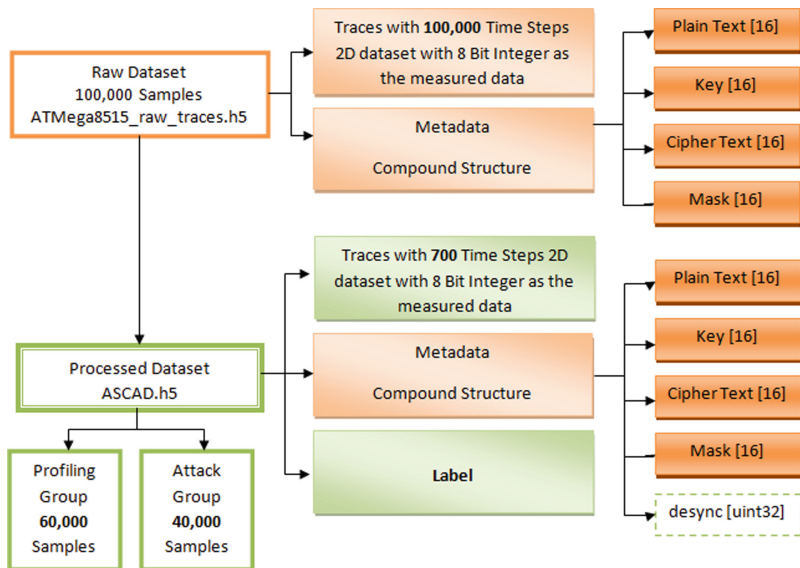 Raw Dataset
100,000 Samples
ATMega8515_raw_traces.h5
Traces with 100,000 Time Steps
2D dataset with 8 Bit Integer as
the measured data
Metadata
Compound Structure
Plain Text [16]
Key [16]
Cipher Text [16]
Mask [16]
Processed Dataset
ASCAD.h5
Traces with 700 Time Steps 2D
dataset with 8 Bit Integer as the
measured data
Metadata
Compound Structure
Label
Plain Text [16]
Key [16]
Cipher Text [16]
Mask [16]
desync [uint32]
Profiling
Group
60,000
Samples
Attack
Group
40,000
Samples